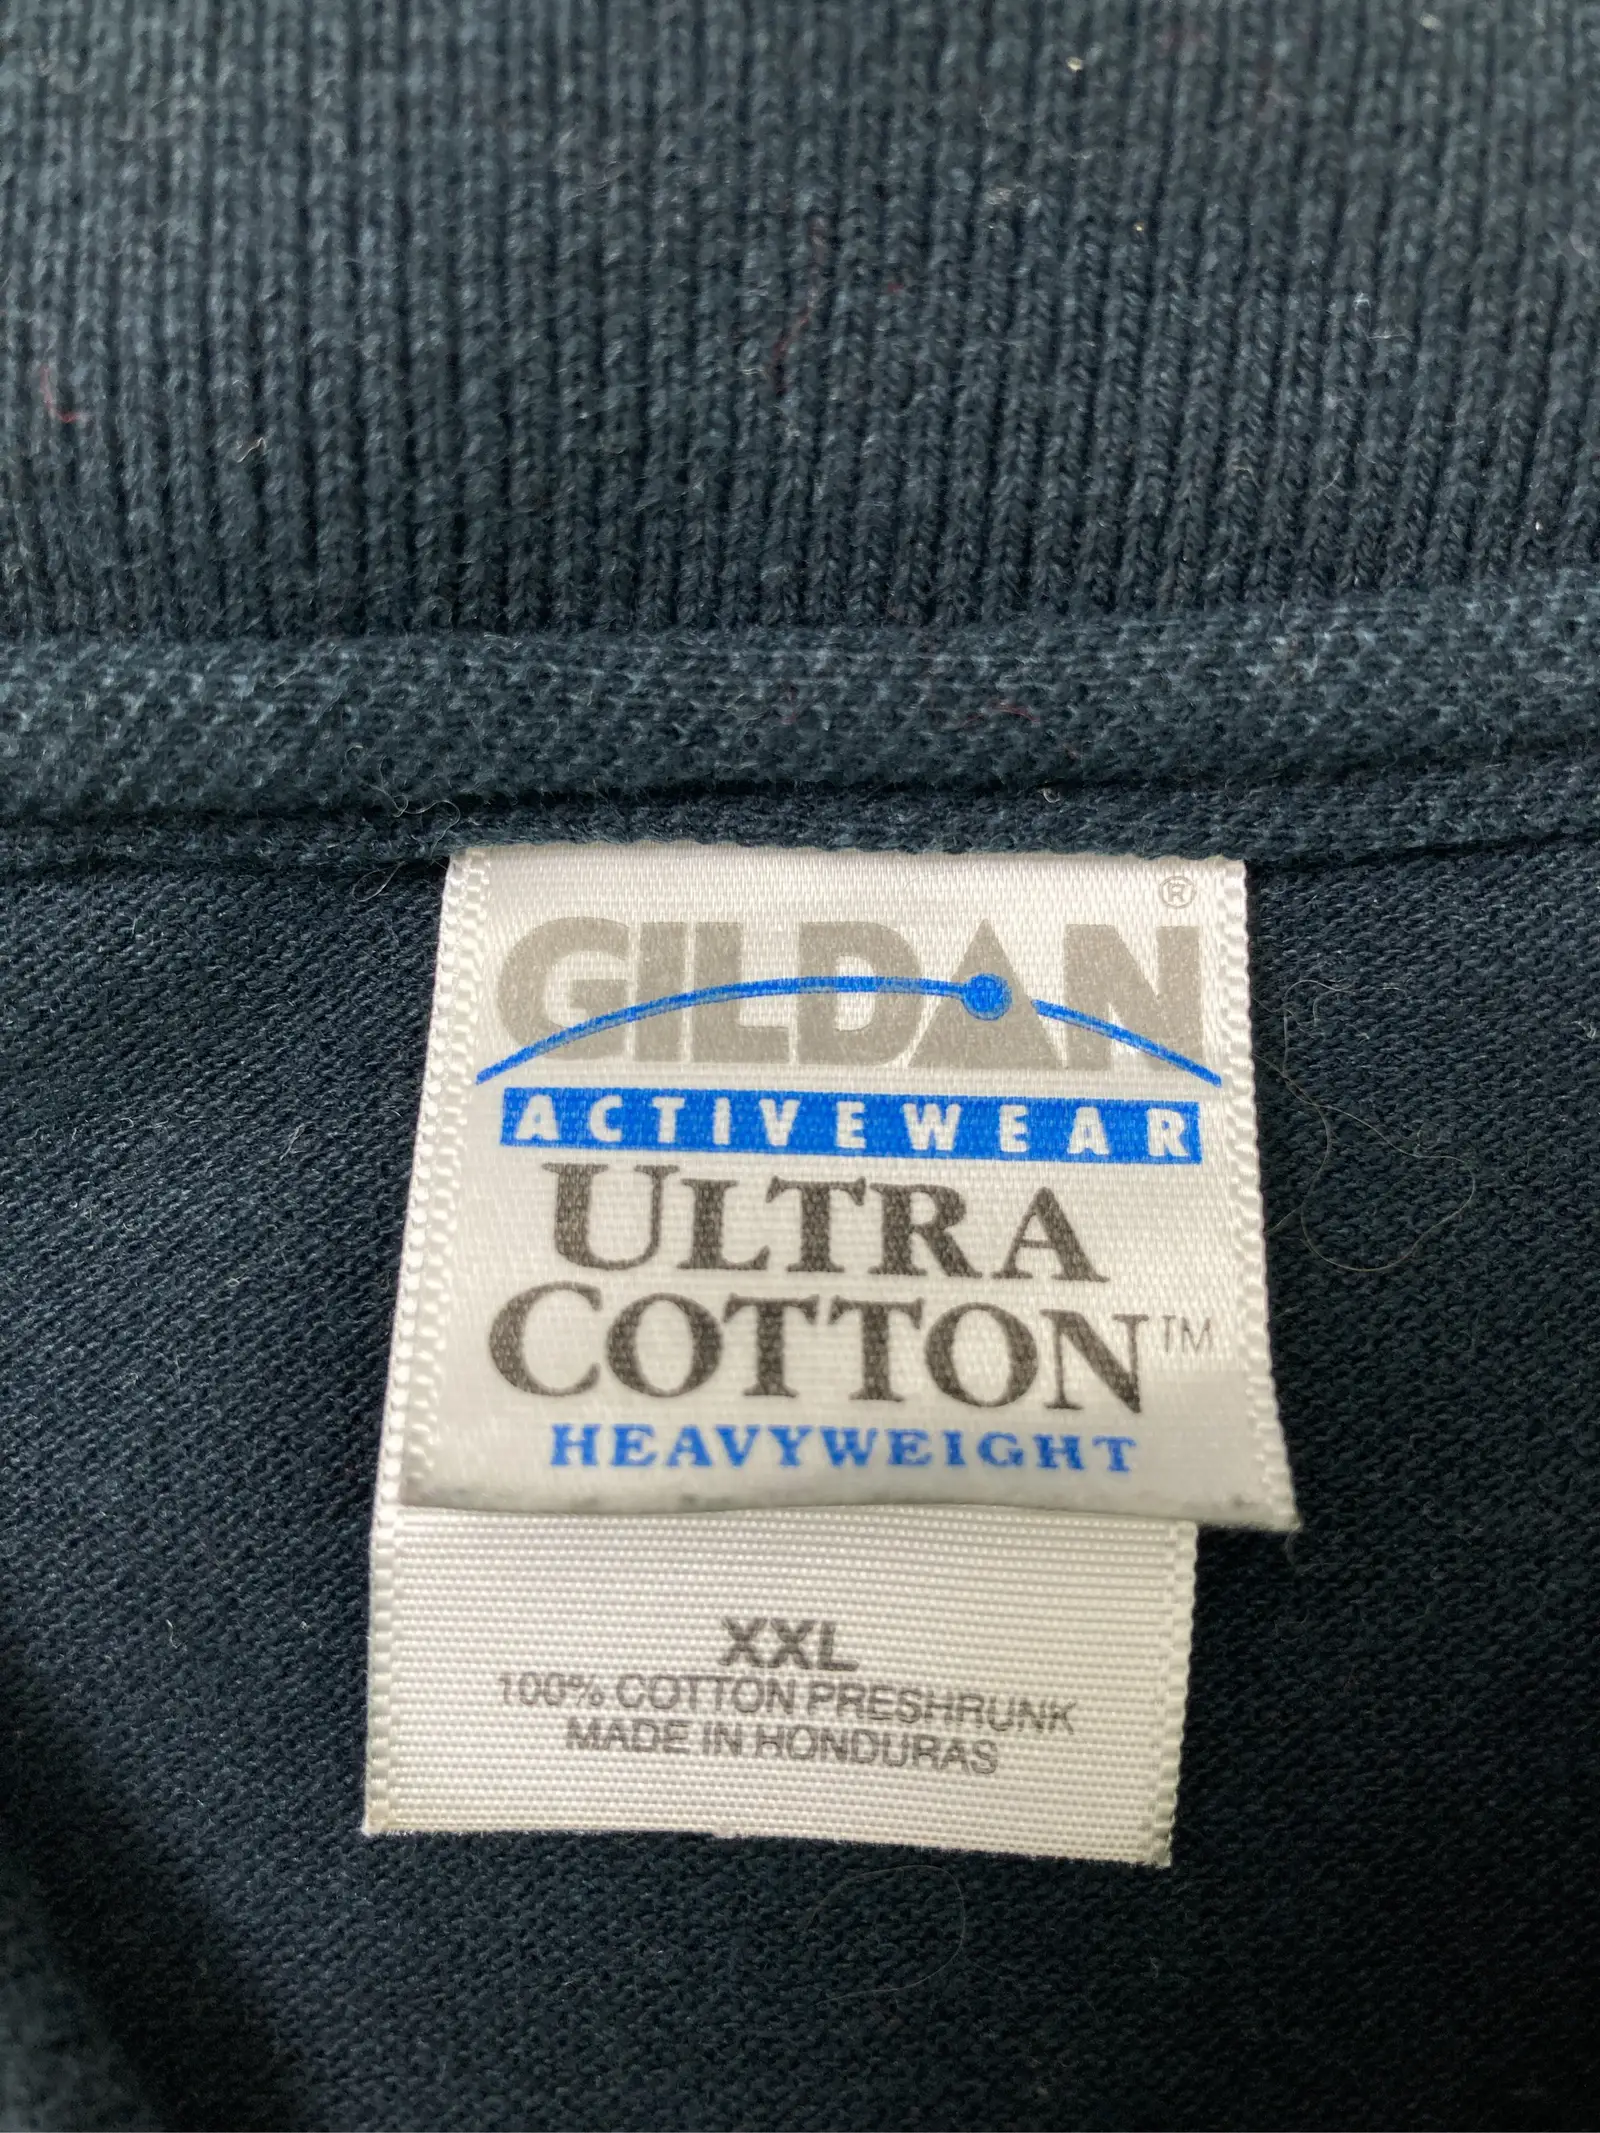 GILDAN®
ACTIVEWEAR
ULTRA
COTTON™
HEAVYWEIGHT
XXL
100% COTTON PRESHRUNK
MADE IN HONDURAS